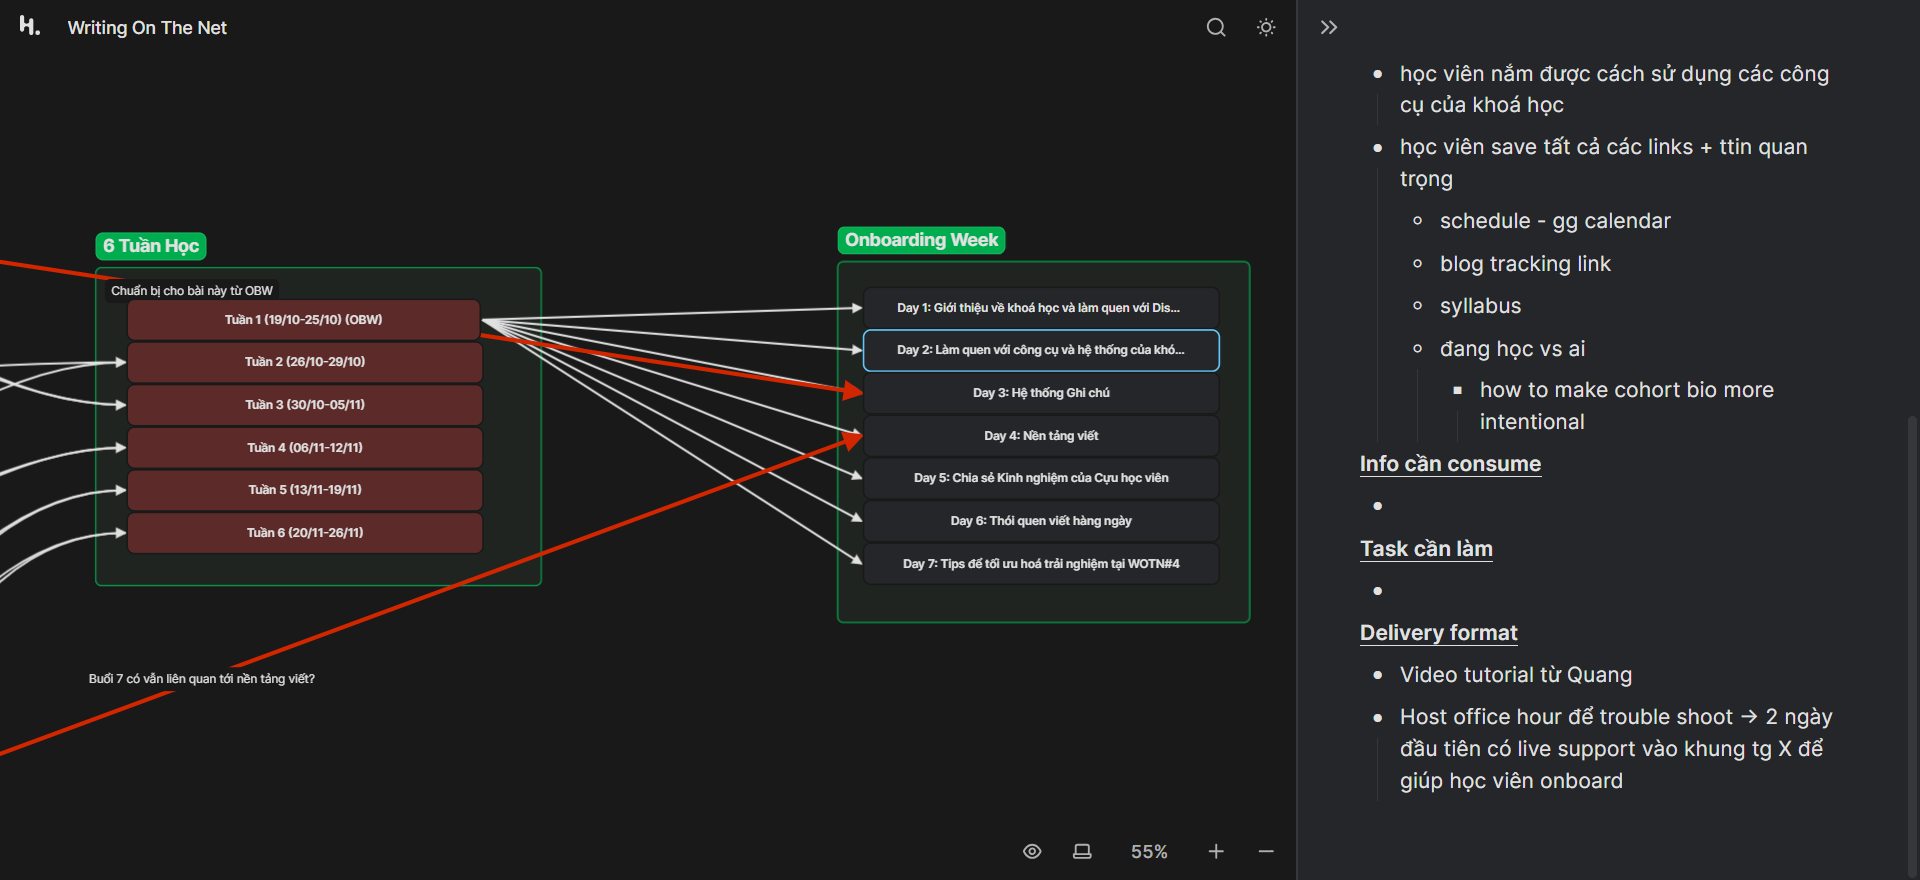 h.
Writing On The Net
6 Tuần Học
Chuẩn bị cho bài này từ OBW
Tuần 1 (19/10-25/10) (OBW)
Tuần 2 (26/10-29/10)
Tuần 3 (30/10-05/11)
Tuần 4 (06/11-12/11)
Tuần 5 (13/11-19/11)
Tuần 6 (20/11-26/11)
Buổi 7 có vẫn liên quan tới nền tảng viết?
Onboarding Week
Day 1: Giới thiệu về khoá học và làm quen với Dis...
Day 2: Làm quen với công cụ và hệ thống của khó...
Day 3: Hệ thống Ghi chú
Day 4: Nền tảng viết
Day 5: Chia sẻ Kinh nghiệm của Cựu học viên
Day 6: Thói quen viết hàng ngày
Day 7: Tips để tối ưu hoá trải nghiệm tại WOTN#4
55%
học viên nắm được cách sử dụng các công
cụ của khoá học
học viên save tất cả các links + ttin quan
trọng
schedule - gg calendar
blog tracking link
syllabus
đang học vs ai
how to make cohort bio more
intentional
Info cần consume
Task cần làm
Delivery format
Video tutorial từ Quang
Host office hour để trouble shoot → 2 ngày
đầu tiên có live support vào khung tg X để
giúp học viên onboard